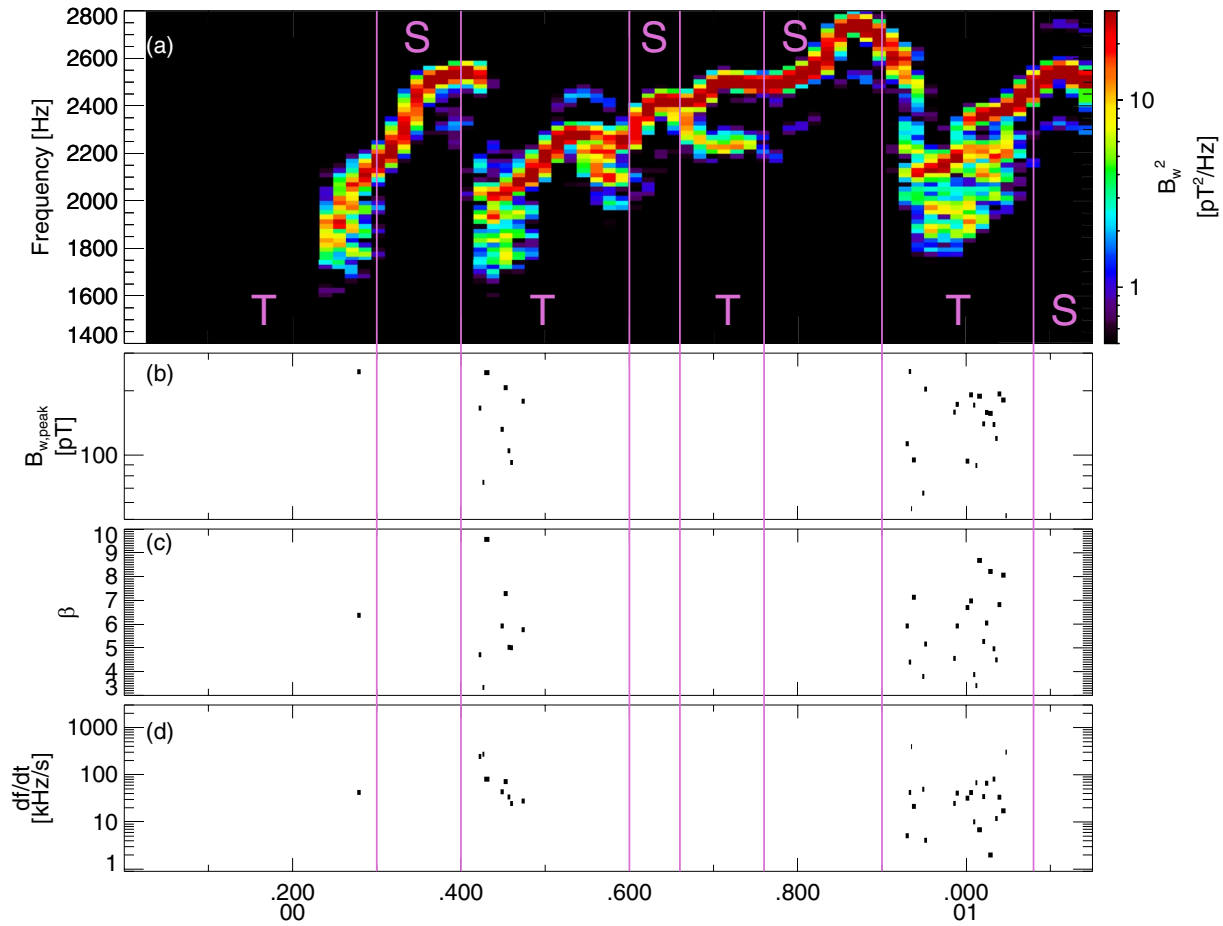 2800
2600
2400
2200
2000
1800
1600
1400
Frequency [Hz]
(a)
S
S
S
T
T
T
T
S
10
1
B_w^2
[pT^2/Hz]
(b)
B_w,peak
[pT]
100
(c)
10
9
8
7
6
5
4
3
β
(d)
1000
100
10
1
df/dt
[kHz/s]
.200 .400 .600 .800 .000
00 01